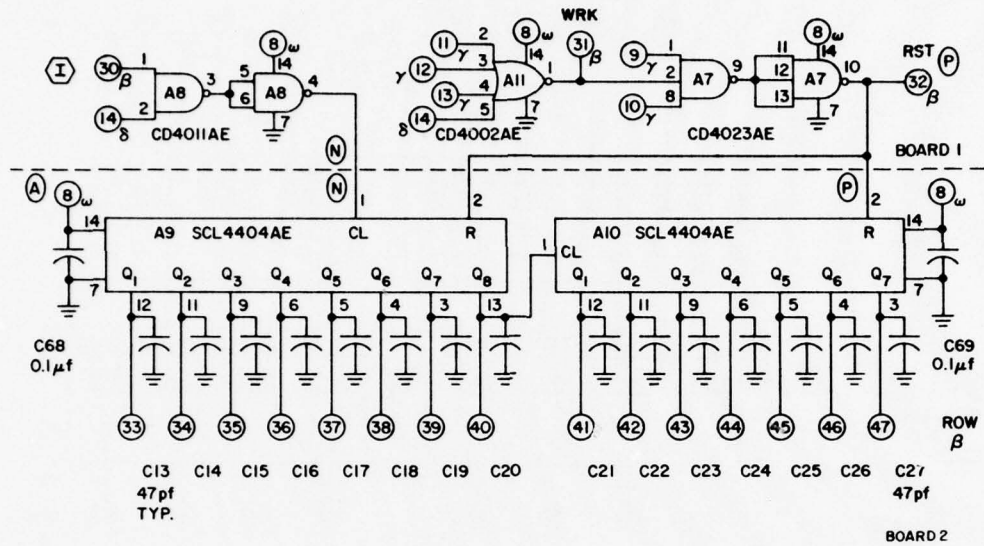 WRK
RST P
I 30 β 1 2 14 δ A8 3 5 6 8 ω 14 A8 4 7
CD4011AE
11 γ 12 γ 13 γ 14 δ 2 3 4 5 8 ω 14 A11 1 7 31 β
CD4002AE
9 γ 10 γ 1 2 8 A7 9 11 12 13 8 ω 14 A7 10 7 32 β
CD4023AE
N
BOARD 1
A N P
8 ω 14 7 1 2
A9 SCL4404AE CL R
Q1 Q2 Q3 Q4 Q5 Q6 Q7 Q8
12 11 9 6 5 4 3 13
1 CL A10 SCL4404AE R 2 14 8 ω 7
Q1 Q2 Q3 Q4 Q5 Q6 Q7
12 11 9 6 5 4 3
C68
0.1μf
C69
0.1μf
33 34 35 36 37 38 39 40 41 42 43 44 45 46 47 ROW
β
C13 C14 C15 C16 C17 C18 C19 C20 C21 C22 C23 C24 C25 C26 C27
47pf 47pf
TYP.
BOARD 2